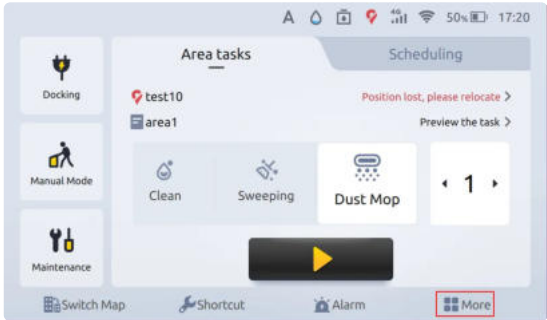 A 4G 50% 17:20
Area tasks
Scheduling
Docking
test10
Position lost, please relocate >
area1
Preview the task >
Manual Mode
Clean
Sweeping
Dust Mop
1
Maintenance
Switch Map
Shortcut
Alarm
More